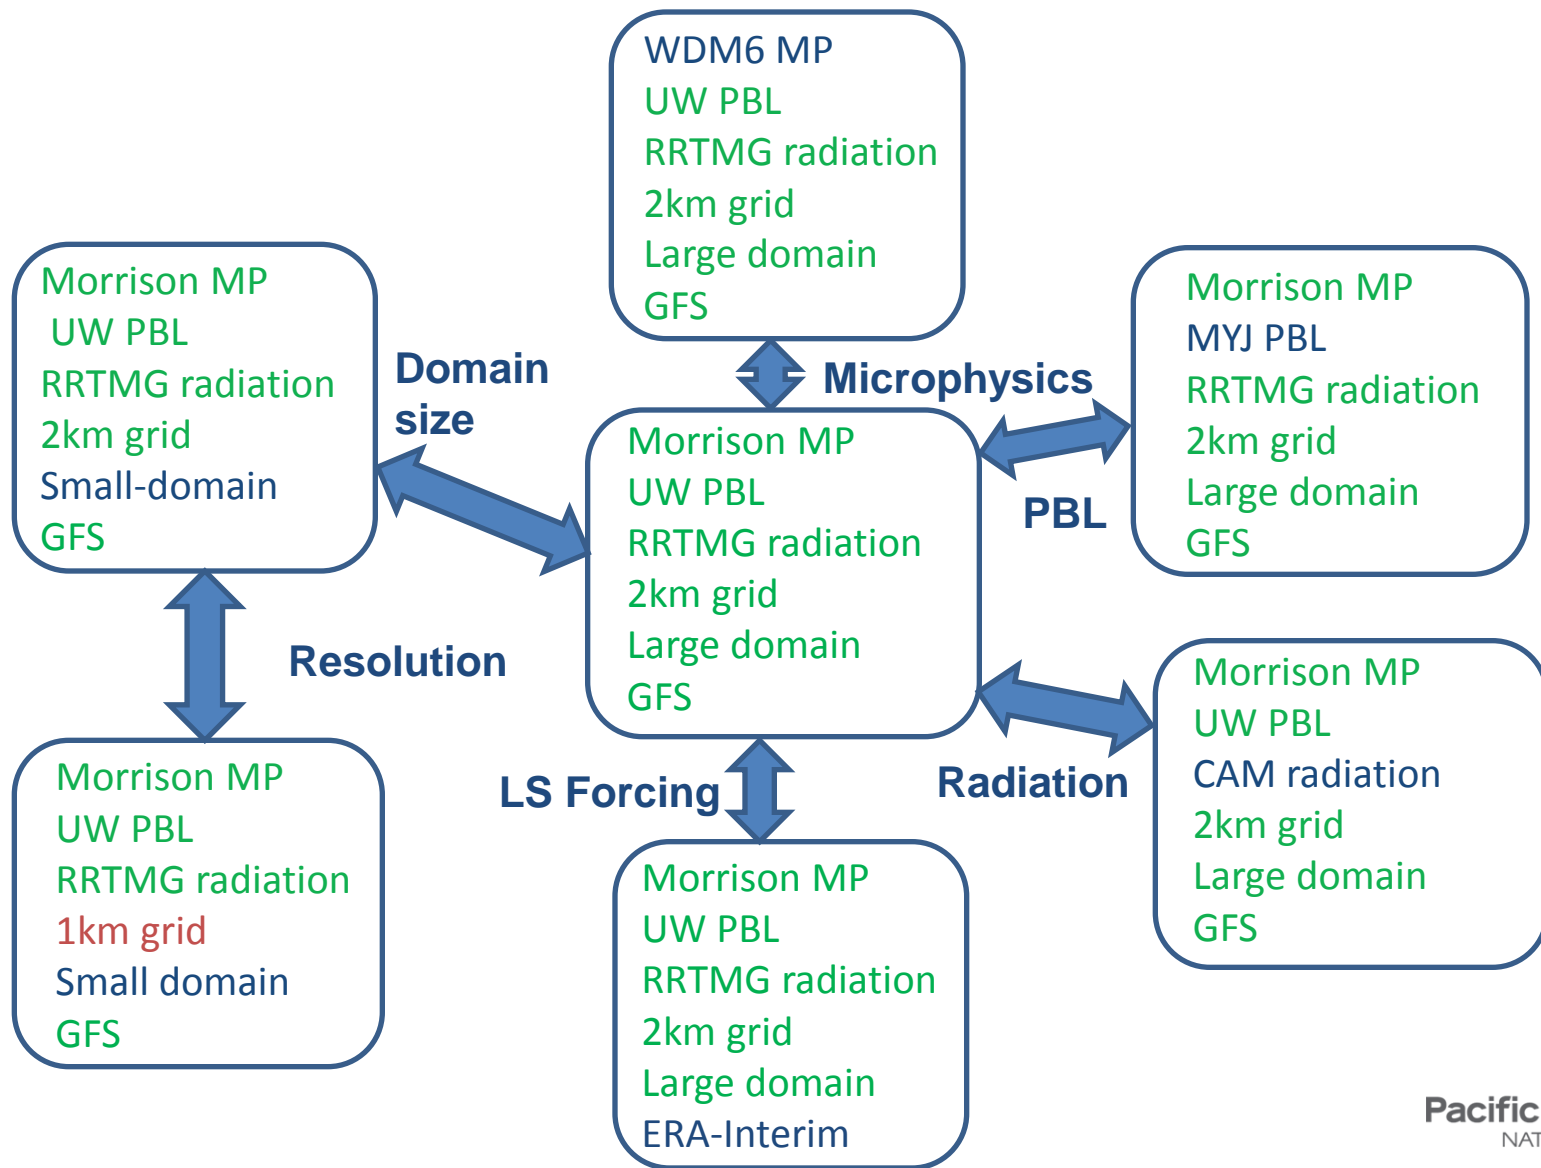 WDM6 MP
UW PBL
RRTMG radiation
2km grid
Large domain
GFS
Morrison MP
UW PBL
RRTMG radiation
2km grid
Small-domain
GFS
Domain
size
Microphysics
Morrison MP
MYJ PBL
RRTMG radiation
2km grid
Large domain
GFS
PBL
Morrison MP
UW PBL
RRTMG radiation
2km grid
Large domain
GFS
Resolution
Morrison MP
UW PBL
RRTMG radiation
1km grid
Small domain
GFS
LS Forcing
Radiation
Morrison MP
UW PBL
CAM radiation
2km grid
Large domain
GFS
Morrison MP
UW PBL
RRTMG radiation
2km grid
Large domain
ERA-Interim
Pacific
NAT